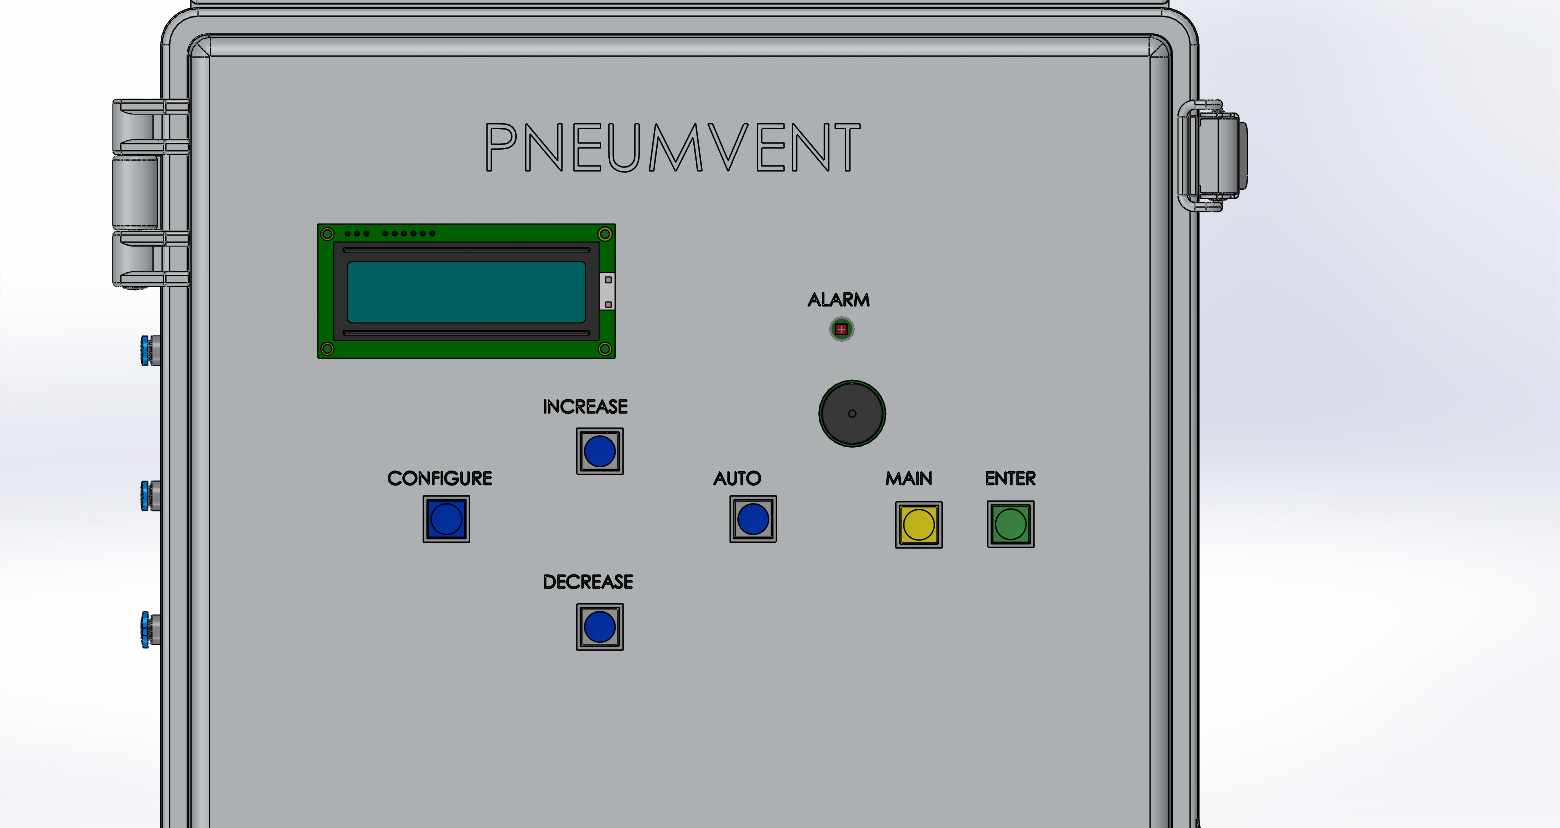 PNEUMVENT
ALARM
INCREASE
CONFIGURE
AUTO
MAIN
ENTER
DECREASE